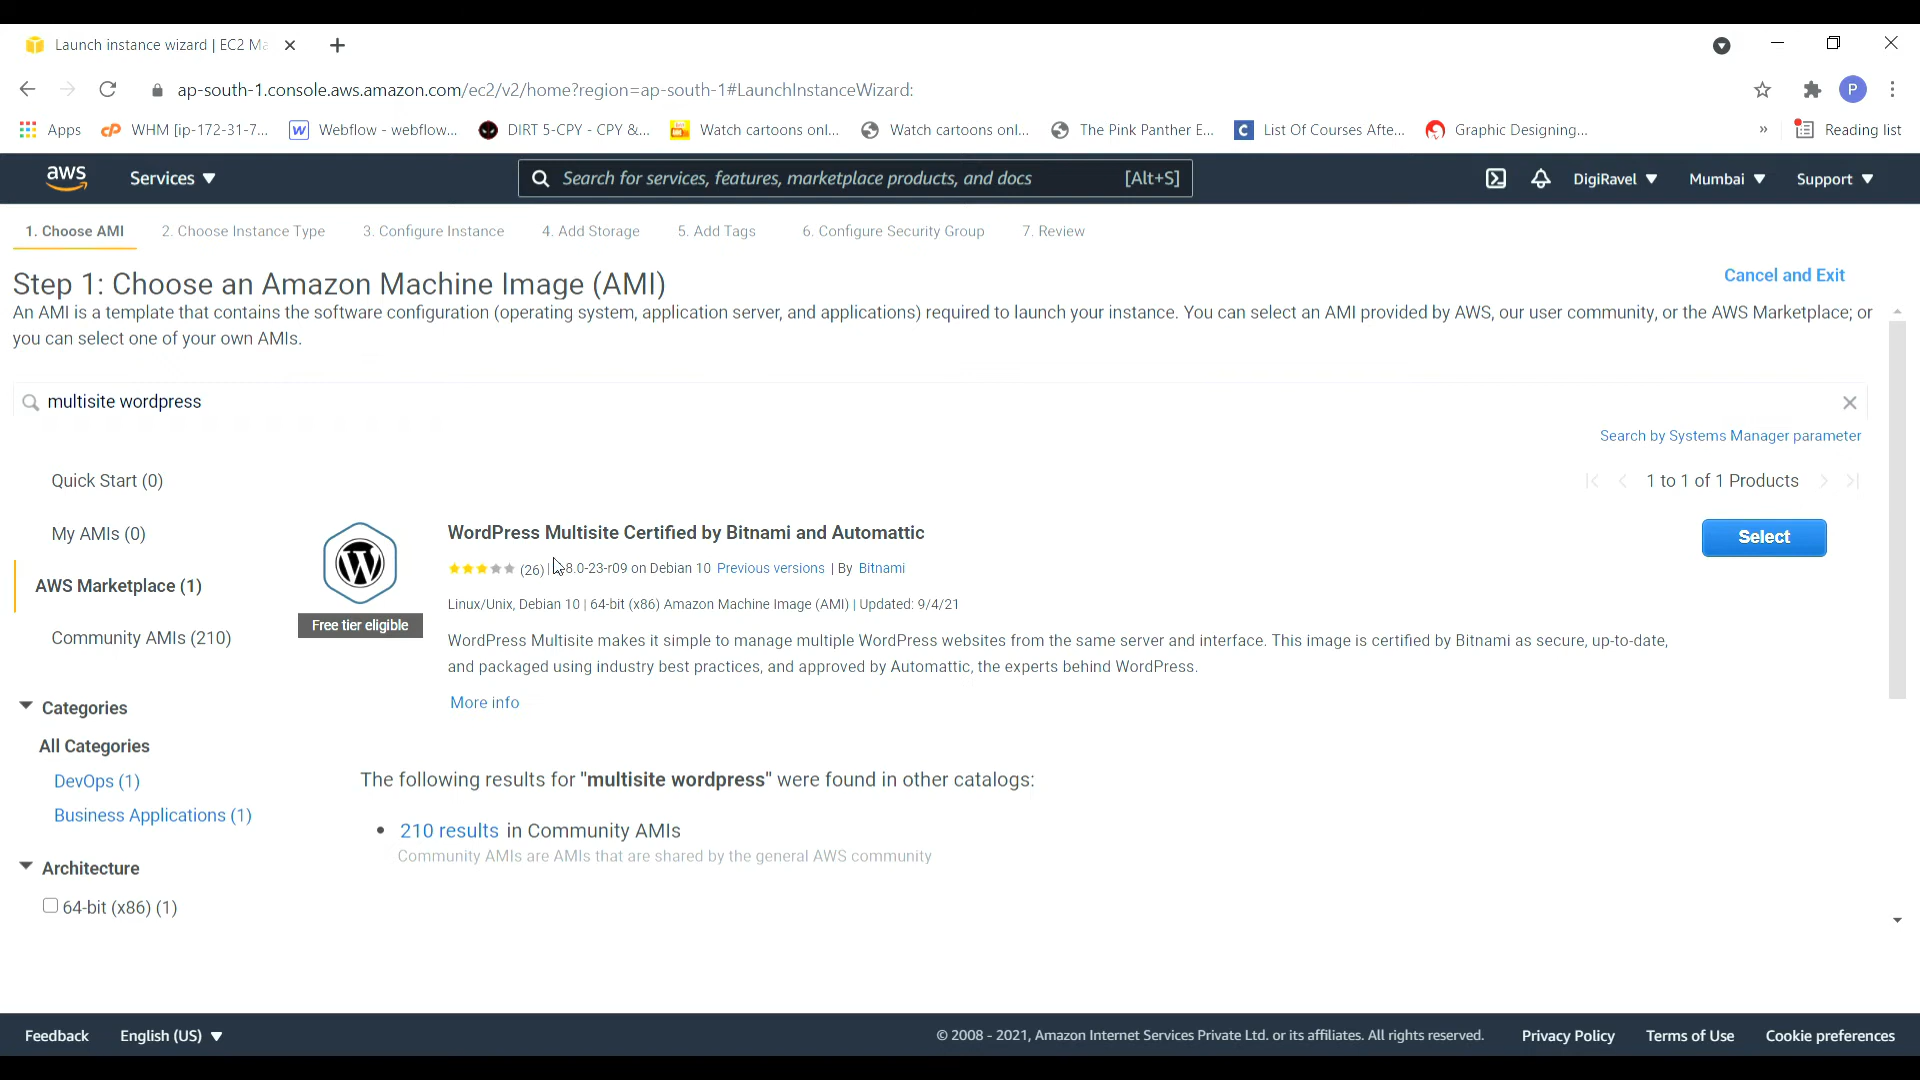 Launch instance wizard | EC2 Ma
ap-south-1.console.aws.amazon.com/ec2/v2/home?region=ap-south-1#LaunchInstanceWizard:
P
Apps
WHM [ip-172-31-7...
Webflow - webflow...
DIRT 5-CPY - CPY &...
Watch cartoons onl...
Watch cartoons onl...
The Pink Panther E...
List Of Courses Afte...
Graphic Designing...
»
Reading list
aws
Services
Search for services, features, marketplace products, and docs
[Alt+S]
DigiRavel
Mumbai
Support
1. Choose AMI
2. Choose Instance Type
3. Configure Instance
4. Add Storage
5. Add Tags
6. Configure Security Group
7. Review
Step 1: Choose an Amazon Machine Image (AMI)
Cancel and Exit
An AMI is a template that contains the software configuration (operating system, application server, and applications) required to launch your instance. You can select an AMI provided by AWS, our user community, or the AWS Marketplace; or
you can select one of your own AMIs.
multisite wordpress
Search by Systems Manager parameter
Quick Start (0)
My AMIs (0)
AWS Marketplace (1)
Community AMIs (210)
1 to 1 of 1 Products
Free tier eligible
WordPress Multisite Certified by Bitnami and Automattic
Select
(26) | 8.0-23-r09 on Debian 10 Previous versions | By Bitnami
Linux/Unix, Debian 10 | 64-bit (x86) Amazon Machine Image (AMI) | Updated: 9/4/21
WordPress Multisite makes it simple to manage multiple WordPress websites from the same server and interface. This image is certified by Bitnami as secure, up-to-date,
and packaged using industry best practices, and approved by Automattic, the experts behind WordPress.
More info
Categories
All Categories
DevOps (1)
Business Applications (1)
Architecture
64-bit (x86) (1)
The following results for "multisite wordpress" were found in other catalogs:
• 210 results in Community AMIs
Community AMIs are AMIs that are shared by the general AWS community
Feedback
English (US)
© 2008 - 2021, Amazon Internet Services Private Ltd. or its affiliates. All rights reserved.
Privacy Policy
Terms of Use
Cookie preferences